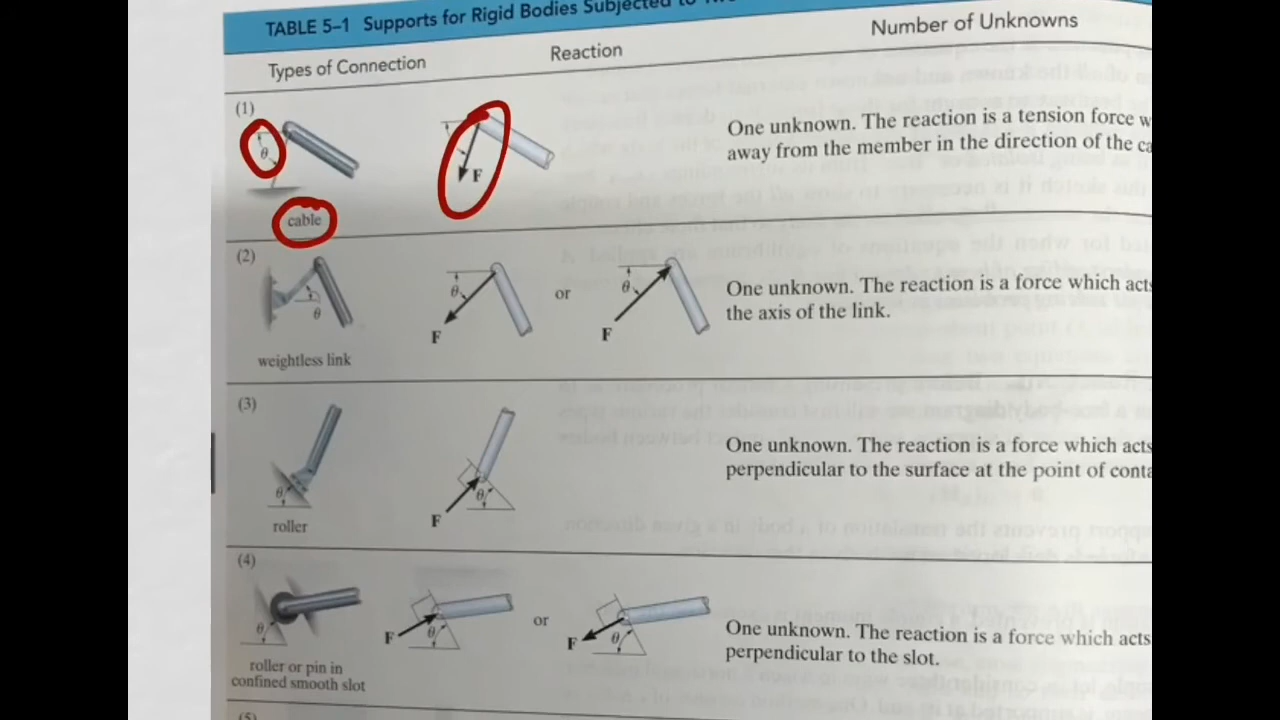 TABLE 5–1 Supports for Rigid Bodies Subjected to
Types of Connection
Reaction
Number of Unknowns
(1)
θ
cable
F
One unknown. The reaction is a tension force w
away from the member in the direction of the ca
(2)
θ
weightless link
θ
F
or
θ
F
One unknown. The reaction is a force which acts
the axis of the link.
(3)
θ
roller
θ
F
One unknown. The reaction is a force which acts
perpendicular to the surface at the point of conta
(4)
θ
roller or pin in
confined smooth slot
F
θ
or
F
θ
One unknown. The reaction is a force which acts
perpendicular to the slot.
(5)